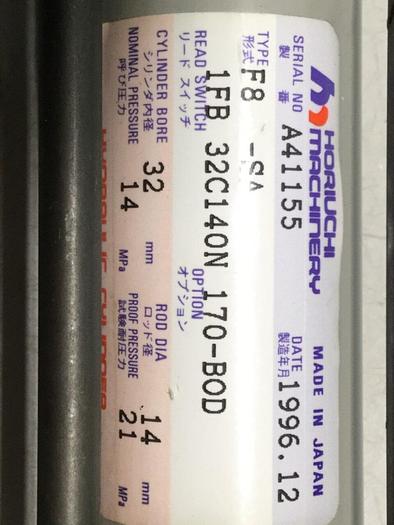 HORIUCHI MACHINERY
MADE IN JAPAN
SERIAL NO 製番 A41155
DATE 製造年月 1996.12
TYPE 形式 F8 -SA
1FB 32C140N 170-BOD
READ SWITCH リード スイッチ
OPTION オプション
CYLINDER BORE シリンダ内径 32 mm
ROD DIA ロッド径 14 mm
NOMINAL PRESSURE 呼び圧力 14 MPa
PROOF PRESSURE 試験耐圧力 21 MPa
HYDRAULIC CYLINDER